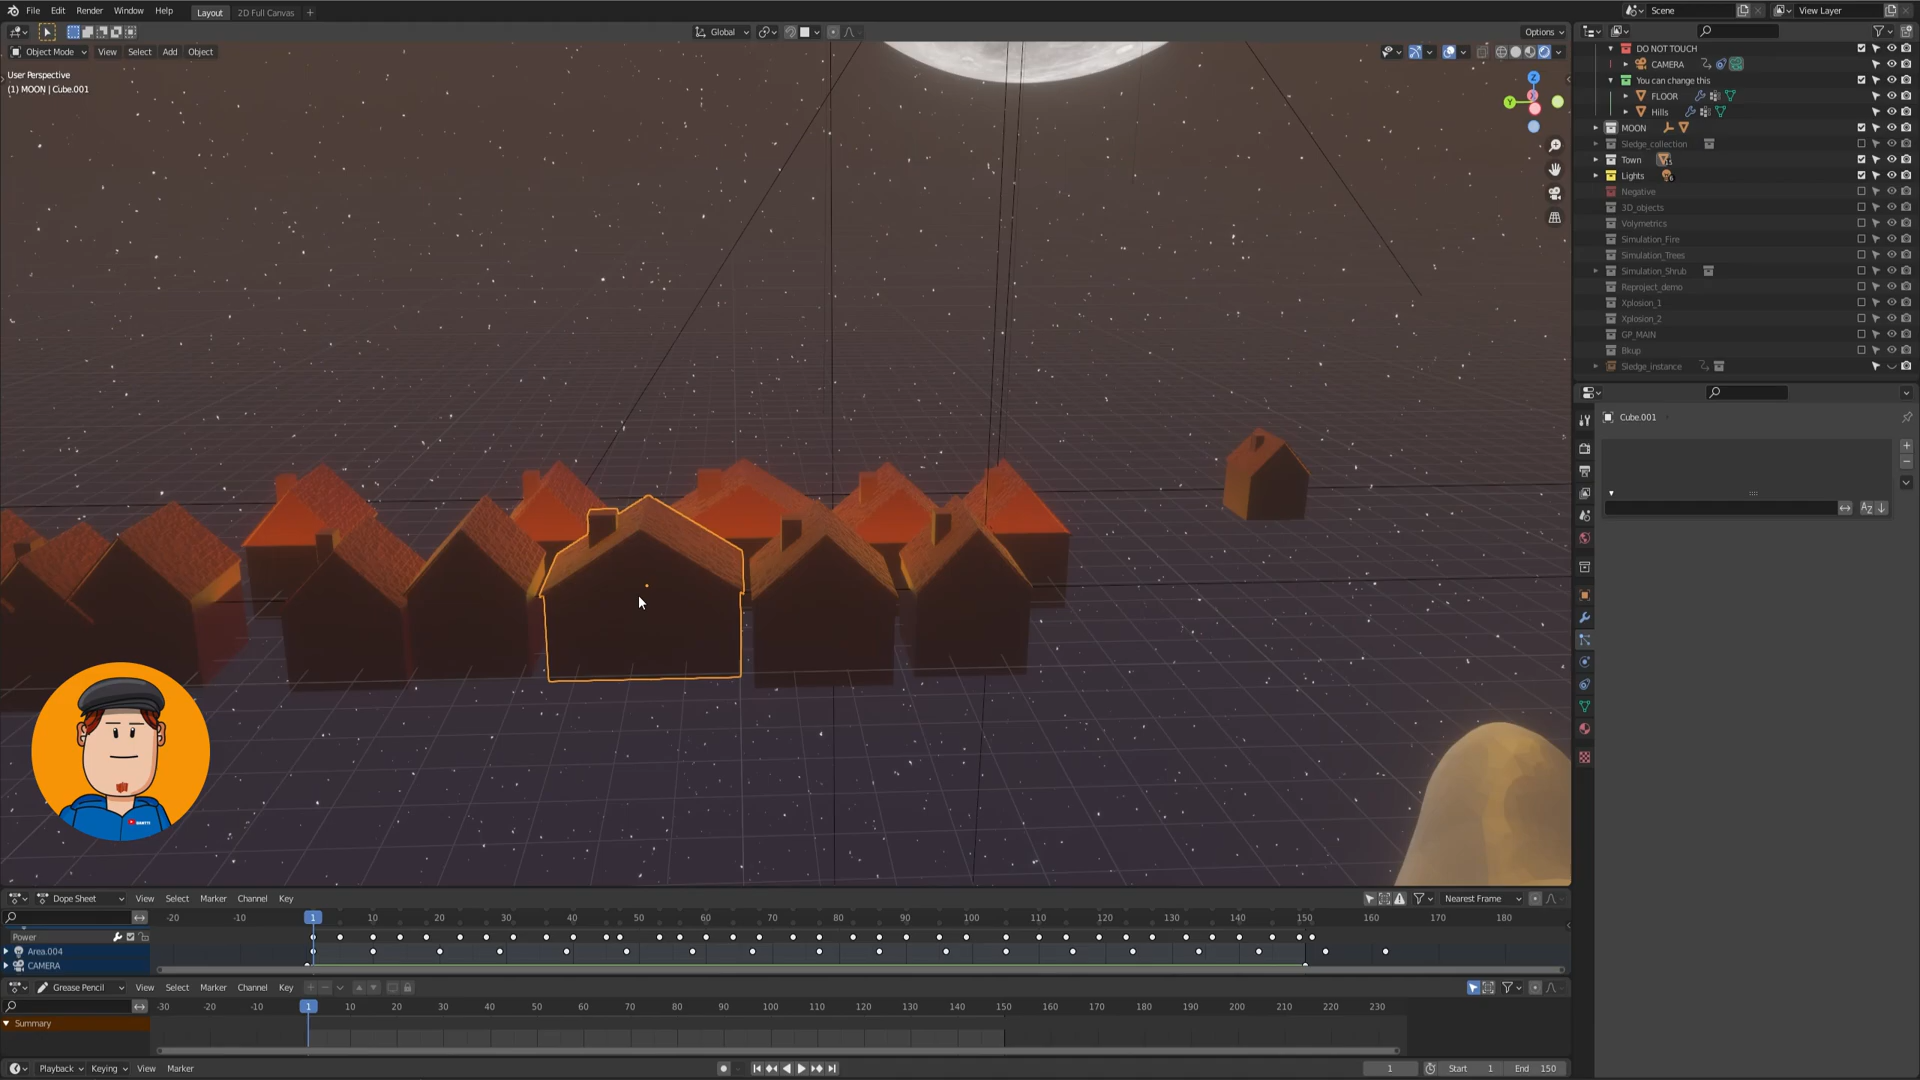 File Edit Render Window Help Layout 2D Full Canvas + Scene View Layer
Global Options
Object Mode View Select Add Object
User Perspective
(1) MOON | Cube.001
Z
Y
DO NOT TOUCH
CAMERA
You can change this
FLOOR
Hills
MOON
Sledge_collection
Town 15
Lights 6
Negative
3D_objects
Volymetrics
Simulation_Fire
Simulation_Trees
Simulation_Shrub
Reproject_demo
Xplosion_1
Xplosion_2
GP_MAIN
Bkup
Sledge_instance
Cube.001
Dope Sheet View Select Marker Channel Key Nearest Frame
-20 -10 1 10 20 30 40 50 60 70 80 90 100 110 120 130 140 150 160 170 180
Power
Area.004
CAMERA
Grease Pencil View Select Marker Channel Key
-30 -20 -10 1 10 20 30 40 50 60 70 80 90 100 110 120 130 140 150 160 170 180 190 200 210 220 230
Summary
Playback Keying View Marker 1 Start 1 End 150